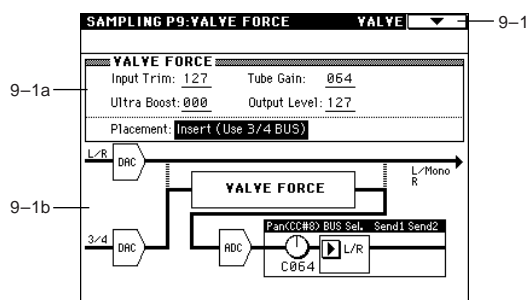 SAMPLING P9:VALVE FORCE VALVE
9–1
VALVE FORCE
Input Trim: 127 Tube Gain: 064
9–1a
Ultra Boost: 000 Output Level: 127
Placement: Insert (Use 3/4 BUS)
L/R DAC
L/Mono
R
VALVE FORCE
9–1b
Pan(CC#8) BUS Sel. Send1 Send2
3/4 DAC ADC L/R
C064